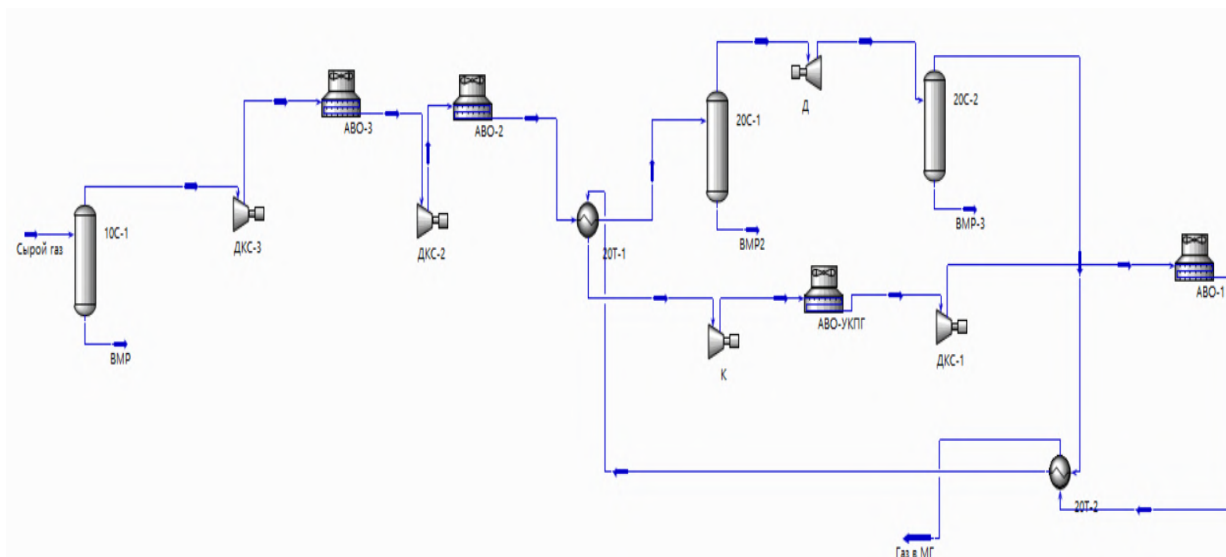 Сырой газ
10С-1
ВМР
ДКС-3
АВО-3
ДКС-2
АВО-2
20Т-1
20С-1
ВМР2
Д
20С-2
ВМР-3
К
АВО-УКПГ
ДКС-1
АВО-1
20Т-2
Газ в МГ